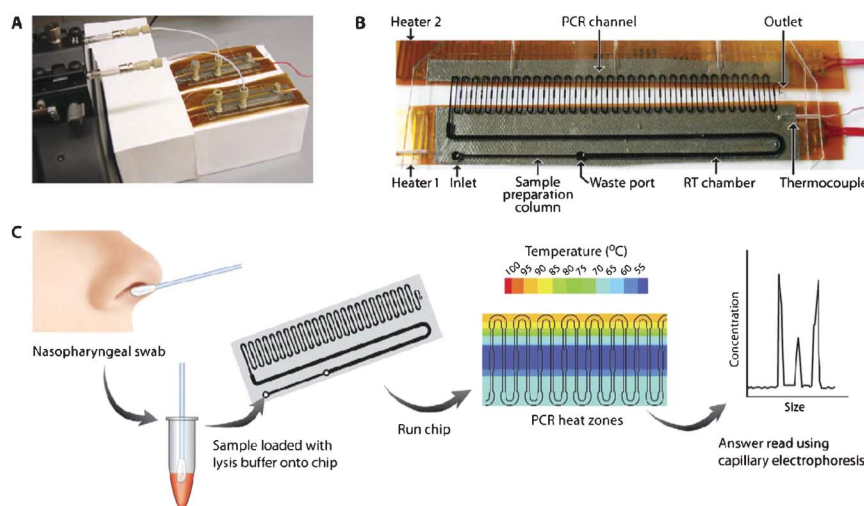 A
B
Heater 2
PCR channel
Outlet
Heater 1
Inlet
Sample
preparation
column
Waste port
RT chamber
Thermocouple
C
Nasopharyngeal swab
Sample loaded with
lysis buffer onto chip
Run chip
Temperature (°C)
100 95 90 85 80 75 70 65 60 55
PCR heat zones
Concentration
Size
Answer read using
capillary electrophoresis